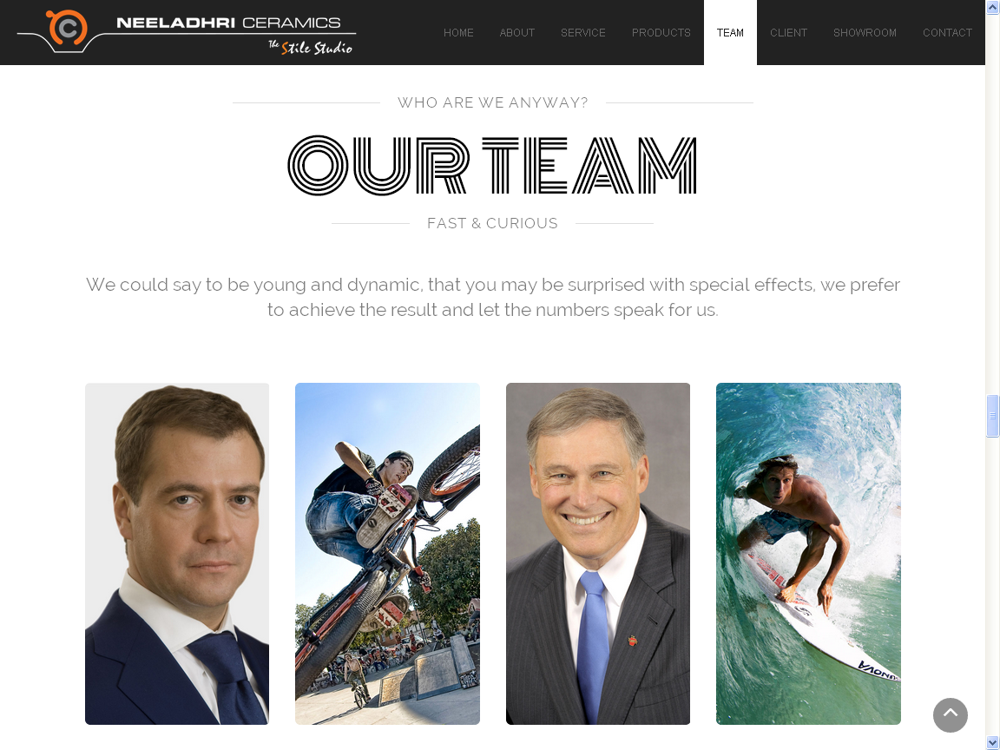 NEELADHRI CERAMICS
The Stile Studio
HOME ABOUT SERVICE PRODUCTS TEAM CLIENT SHOWROOM CONTACT
WHO ARE WE ANYWAY?
OUR TEAM
FAST & CURIOUS
We could say to be young and dynamic, that you may be surprised with special effects, we prefer
to achieve the result and let the numbers speak for us.